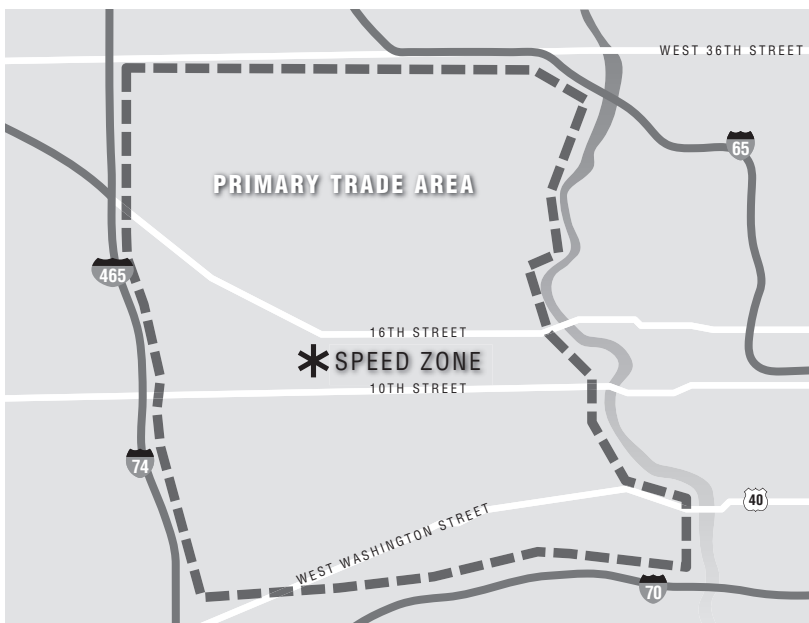 WEST 36TH STREET
65
PRIMARY TRADE AREA
465
16TH STREET
SPEED ZONE
10TH STREET
74
40
WEST WASHINGTON STREET
70